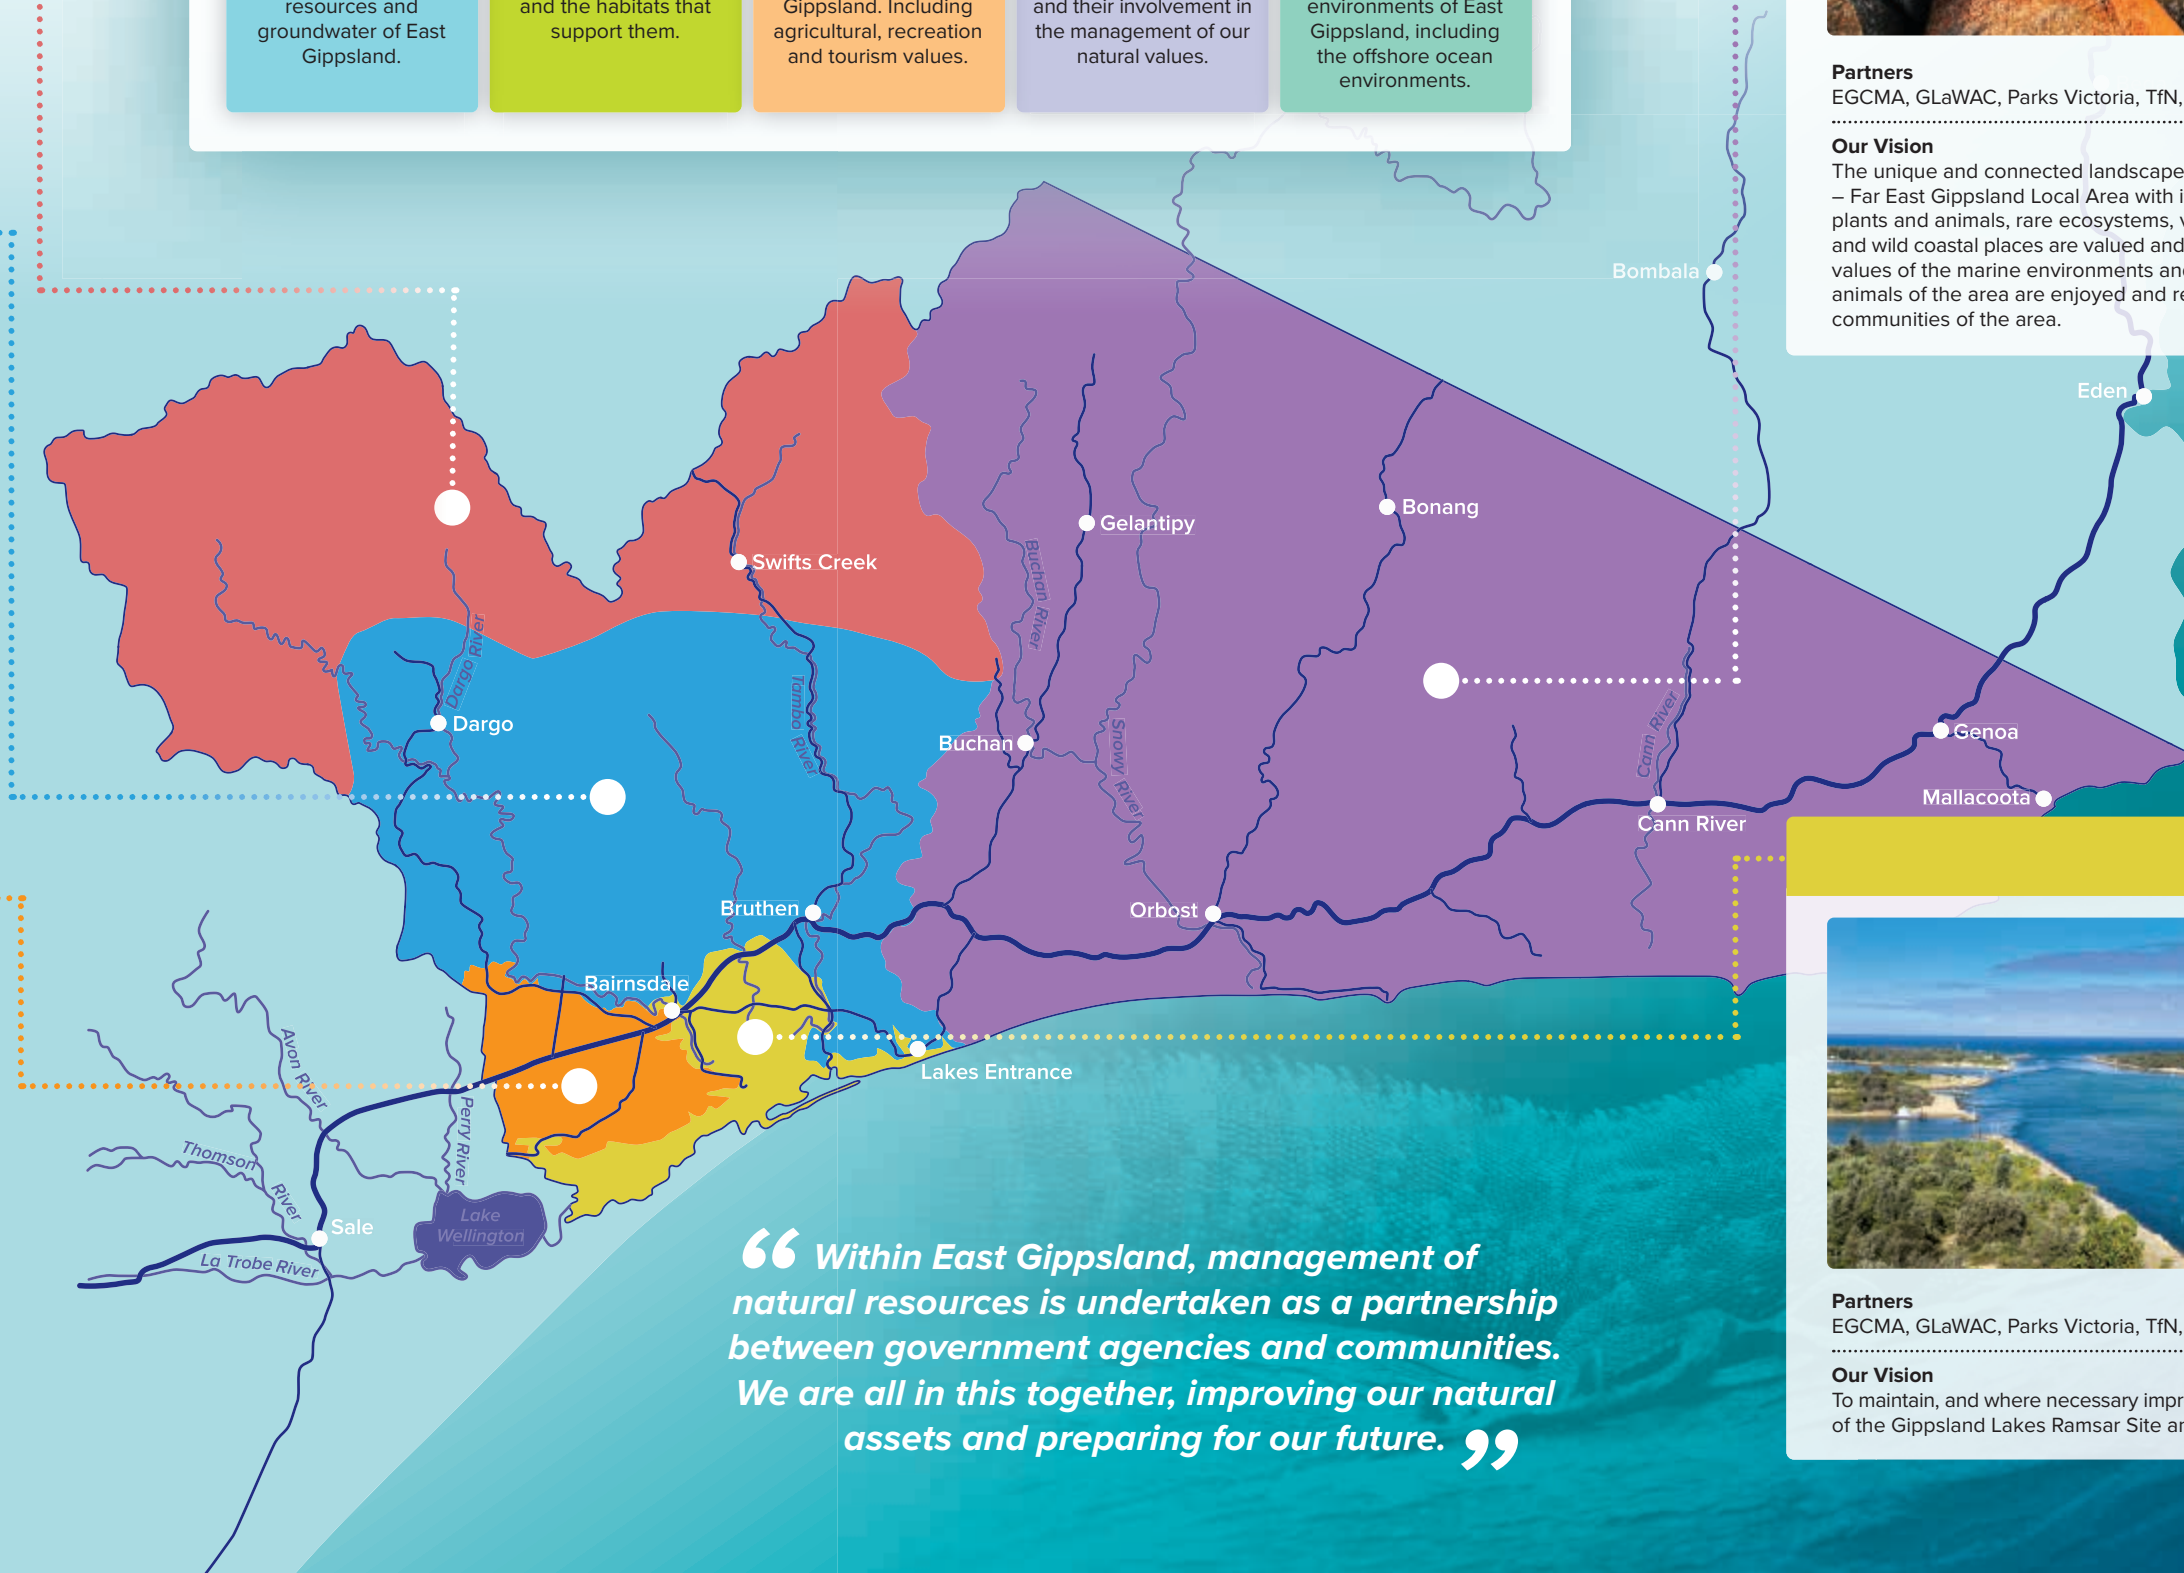 resources and
groundwater of East
Gippsland.
and the habitats that
support them.
Gippsland. Including
agricultural, recreation
and tourism values.
and their involvement in
the management of our
natural values.
environments of East
Gippsland, including
the offshore ocean
environments.
Partners
EGCMA, GLaWAC, Parks Victoria, TfN,
Our Vision
The unique and connected landscape
– Far East Gippsland Local Area with
plants and animals, rare ecosystems,
and wild coastal places are valued and
values of the marine environments
animals of the area are enjoyed and
communities of the area.
Bombala
Eden
Bonang
Gelantipy
Swifts Creek
Buchan River
Dargo River
Tambo River
Dargo
Buchan
Snowy River
Cann River
Genoa
Mallacoota
Cann River
Bruthen
Orbost
Bairnsdale
Lakes Entrance
Avon River
Perry River
Thomson River
Sale
Lake
Wellington
La Trobe River
“ Within East Gippsland, management of
natural resources is undertaken as a partnership
between government agencies and communities.
We are all in this together, improving our natural
assets and preparing for our future. ”
Partners
EGCMA, GLaWAC, Parks Victoria, TfN,
Our Vision
To maintain, and where necessary
of the Gippsland Lakes Ramsar Site